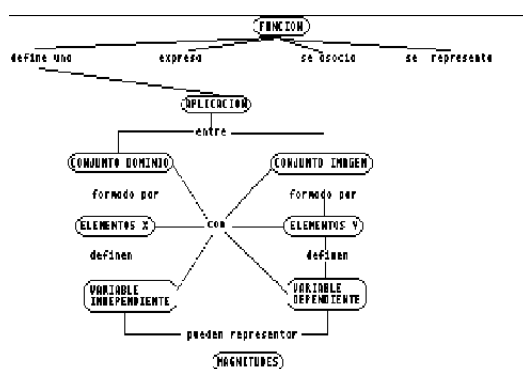 FUNCION
define una expresa se asocia se representa
APLICACION
entre
CONJUNTO DOMINIO CONJUNTO IMAGEN
formado por formado por
ELEMENTOS X con ELEMENTOS Y
definen definen
VARIABLE VARIABLE
INDEPENDIENTE DEPENDIENTE
pueden representar
MAGNITUDES